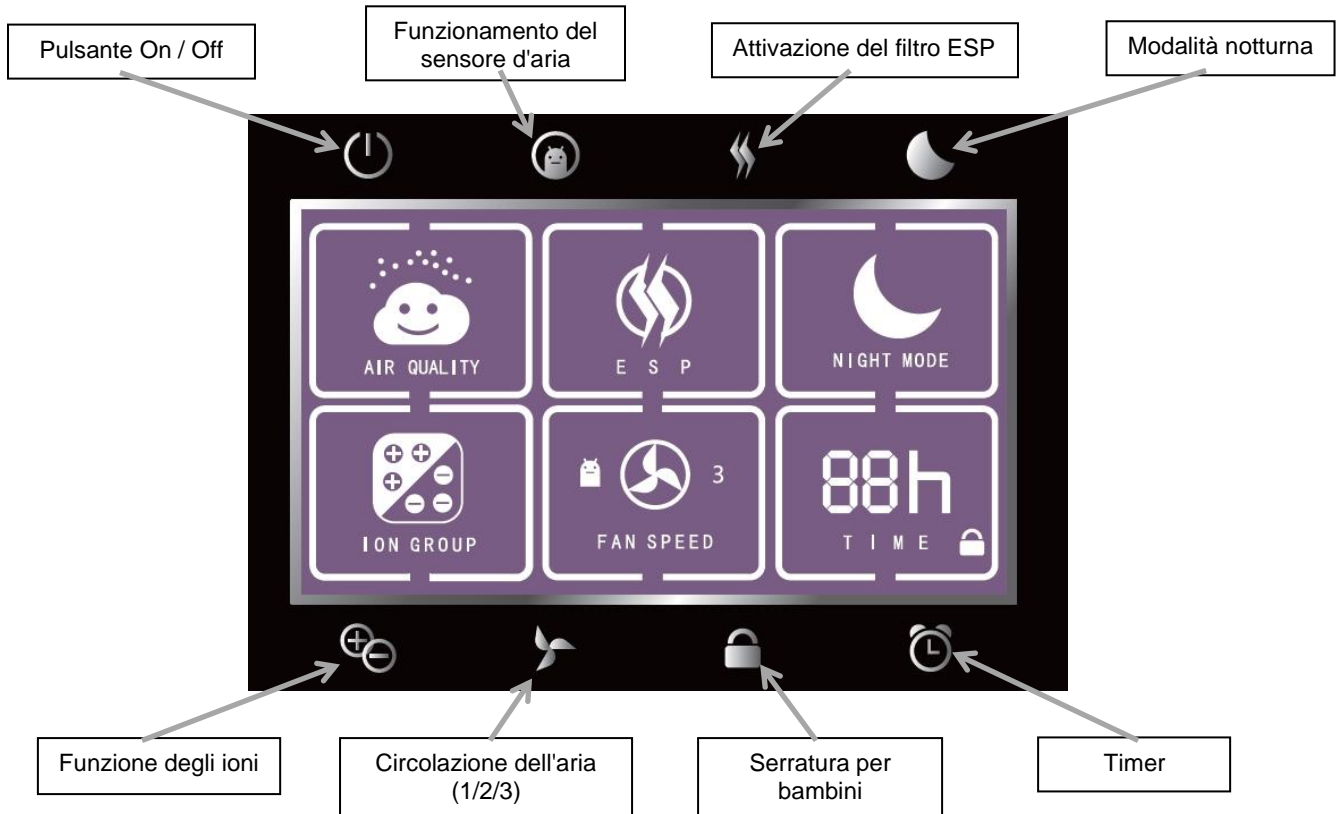 Pulsante On / Off
Funzionamento del
sensore d'aria
Attivazione del filtro ESP
Modalità notturna
AIR QUALITY
E S P
NIGHT MODE
3
88h
ION GROUP
FAN SPEED
T I M E
Funzione degli ioni
Circolazione dell'aria
(1/2/3)
Serratura per
bambini
Timer